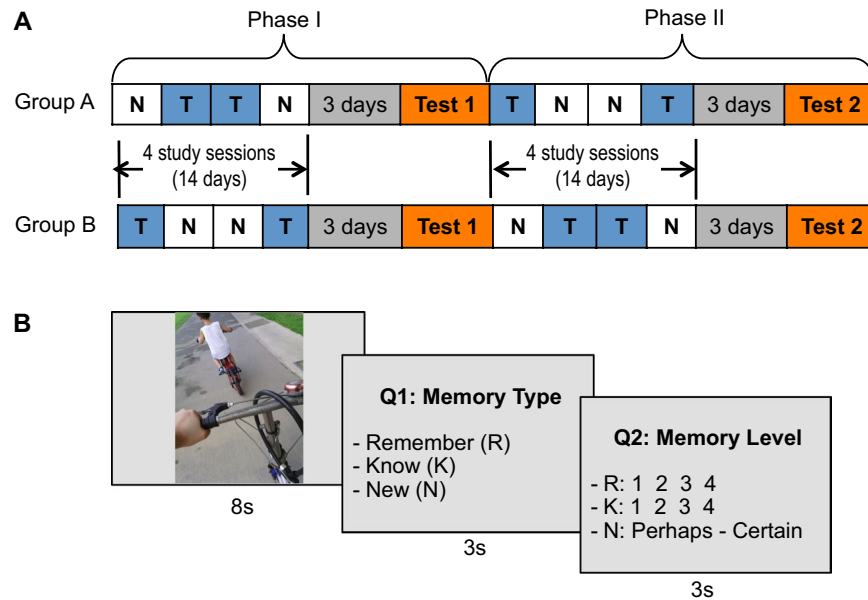 A
Phase I Phase II
Group A N T T N 3 days Test 1 T N N T 3 days Test 2
4 study sessions 4 study sessions
(14 days) (14 days)
Group B T N N T 3 days Test 1 N T T N 3 days Test 2
B
8s
Q1: Memory Type
- Remember (R)
- Know (K)
- New (N)
3s
Q2: Memory Level
- R: 1 2 3 4
- K: 1 2 3 4
- N: Perhaps - Certain
3s